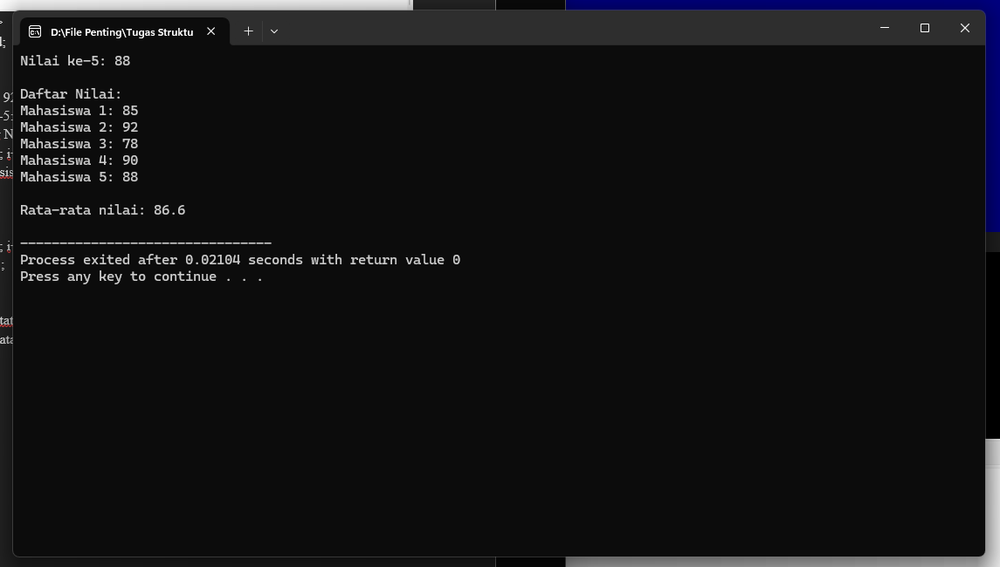 D:\File Penting\Tugas Struktu
Nilai ke-5: 88
Daftar Nilai:
Mahasiswa 1: 85
Mahasiswa 2: 92
Mahasiswa 3: 78
Mahasiswa 4: 90
Mahasiswa 5: 88
Rata-rata nilai: 86.6
--------------------------------
Process exited after 0.02104 seconds with return value 0
Press any key to continue . . .